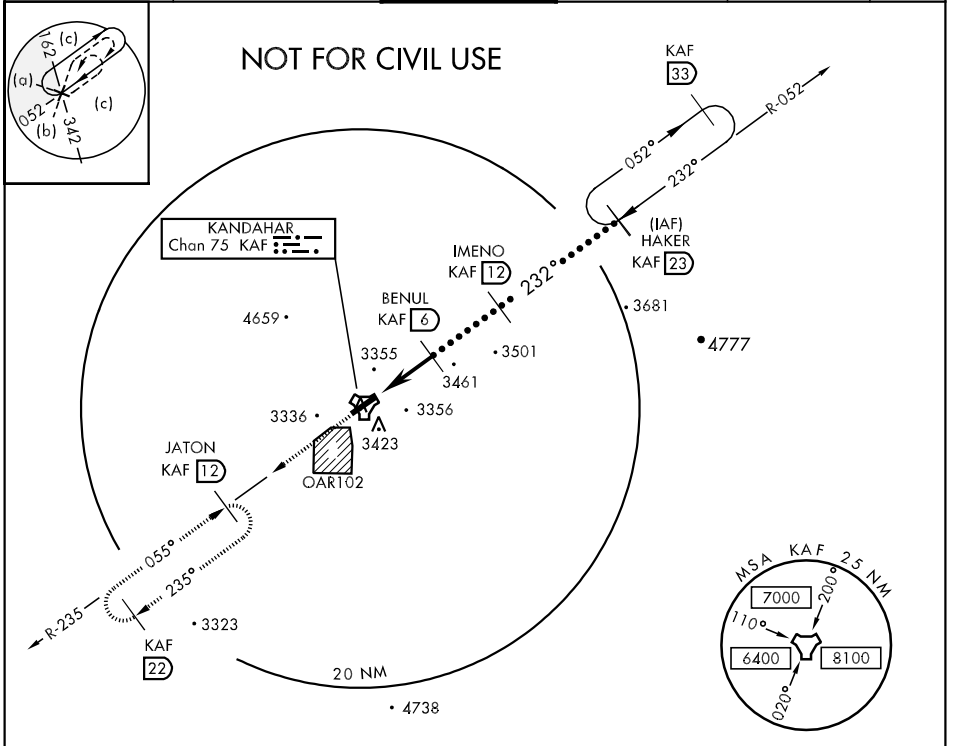 162
(c)
(a)
(c)
052
(b)
342
NOT FOR CIVIL USE
KAF
33
R-052
052°
232°
(IAF)
HAKER
KAF 23
KANDAHAR
Chan 75 KAF
IMENO
KAF 12
232°
BENUL
KAF 6
3681
4659
4777
3355
3501
3461
3336
3356
3423
OAR102
JATON
KAF 12
055°
235°
R-235
3323
KAF
22
20 NM
4738
MSA KAF 25 NM
7000
200°
110°
6400
8100
020°